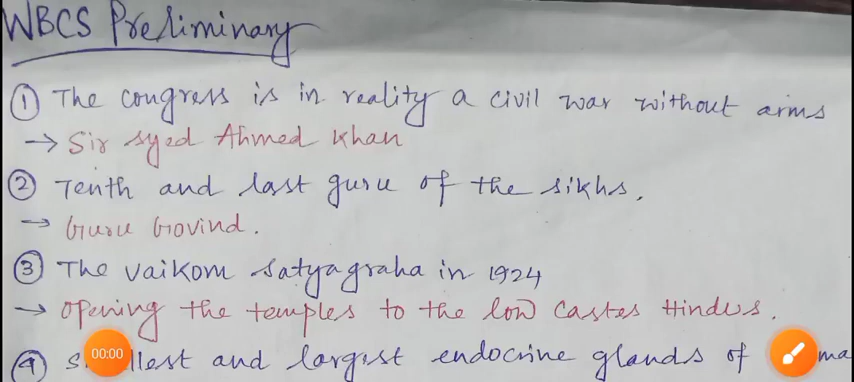 WBCS Preliminary
① The congress is in reality a civil war without arms
→ Sir syed Ahmed Khan
② Tenth and last guru of the sikhs.
→ Guru Govind.
③ The vaikom satyagraha in 1924
→ opening the temples to the low castes Hindus.
④ and largest endocrine glands of
00:00